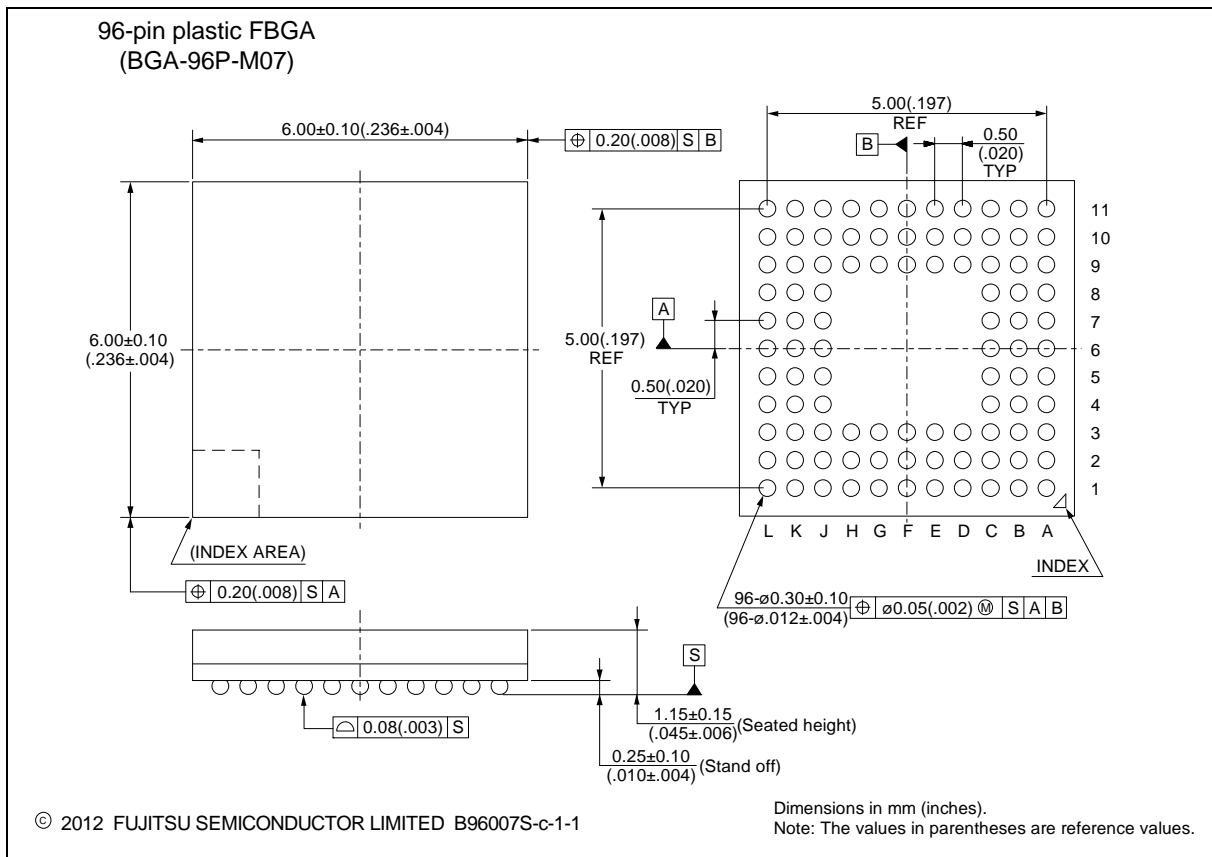 96-pin plastic FBGA
(BGA-96P-M07)
6.00±0.10(.236±.004)
⌖ 0.20(.008) S B
6.00±0.10
(.236±.004)
(INDEX AREA)
⌖ 0.20(.008) S A
5.00(.197)
REF
B
0.50
(.020)
TYP
5.00(.197)
REF
A
0.50(.020)
TYP
11
10
9
8
7
6
5
4
3
2
1
L K J H G F E D C B A
INDEX
96-ø0.30±0.10
(96-ø.012±.004)
⌖ ø0.05(.002) Ⓜ S A B
S
⌓ 0.08(.003) S
1.15±0.15
(.045±.006)
(Seated height)
0.25±0.10
(.010±.004)
(Stand off)
© 2012 FUJITSU SEMICONDUCTOR LIMITED B96007S-c-1-1
Dimensions in mm (inches).
Note: The values in parentheses are reference values.